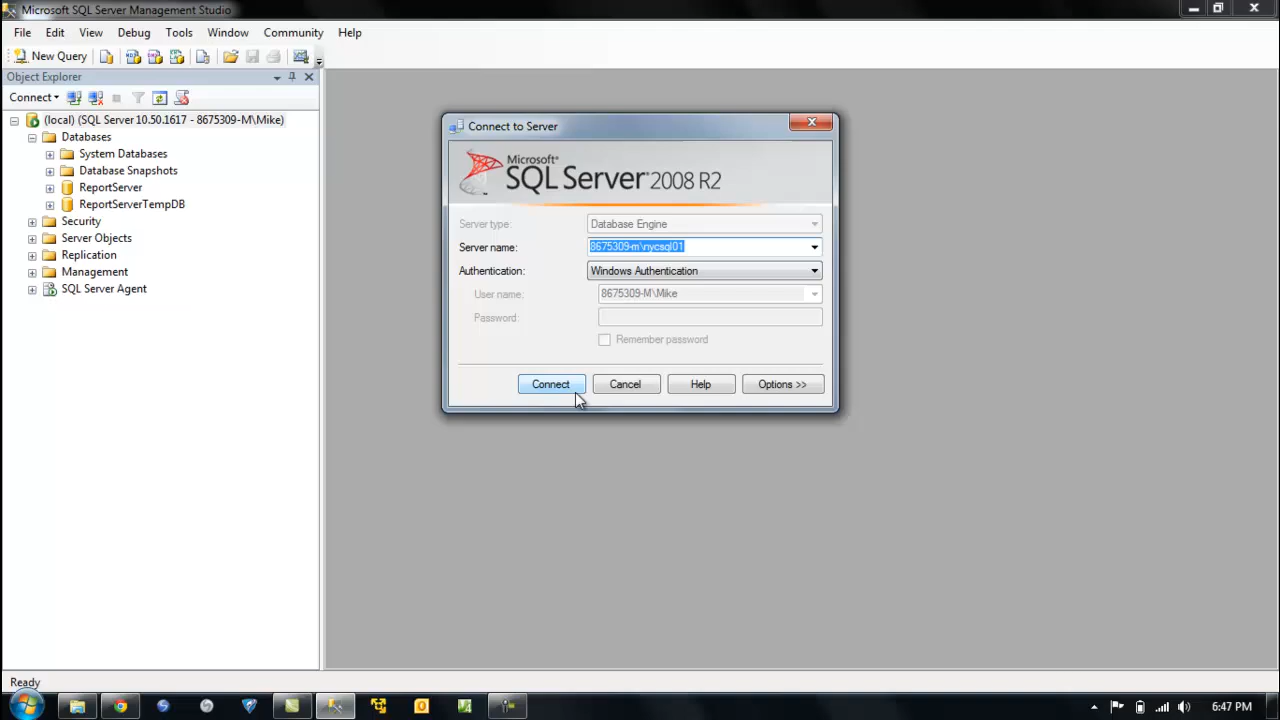 Microsoft SQL Server Management Studio
File Edit View Debug Tools Window Community Help
New Query
Object Explorer
Connect
(local) (SQL Server 10.50.1617 - 8675309-M\Mike)
Databases
System Databases
Database Snapshots
ReportServer
ReportServerTempDB
Security
Server Objects
Replication
Management
SQL Server Agent
Connect to Server
Microsoft
SQL Server 2008 R2
Server type: Database Engine
Server name: 8675309-m\nycsql01
Authentication: Windows Authentication
User name: 8675309-M\Mike
Password:
Remember password
Connect Cancel Help Options >>
Ready
6:47 PM